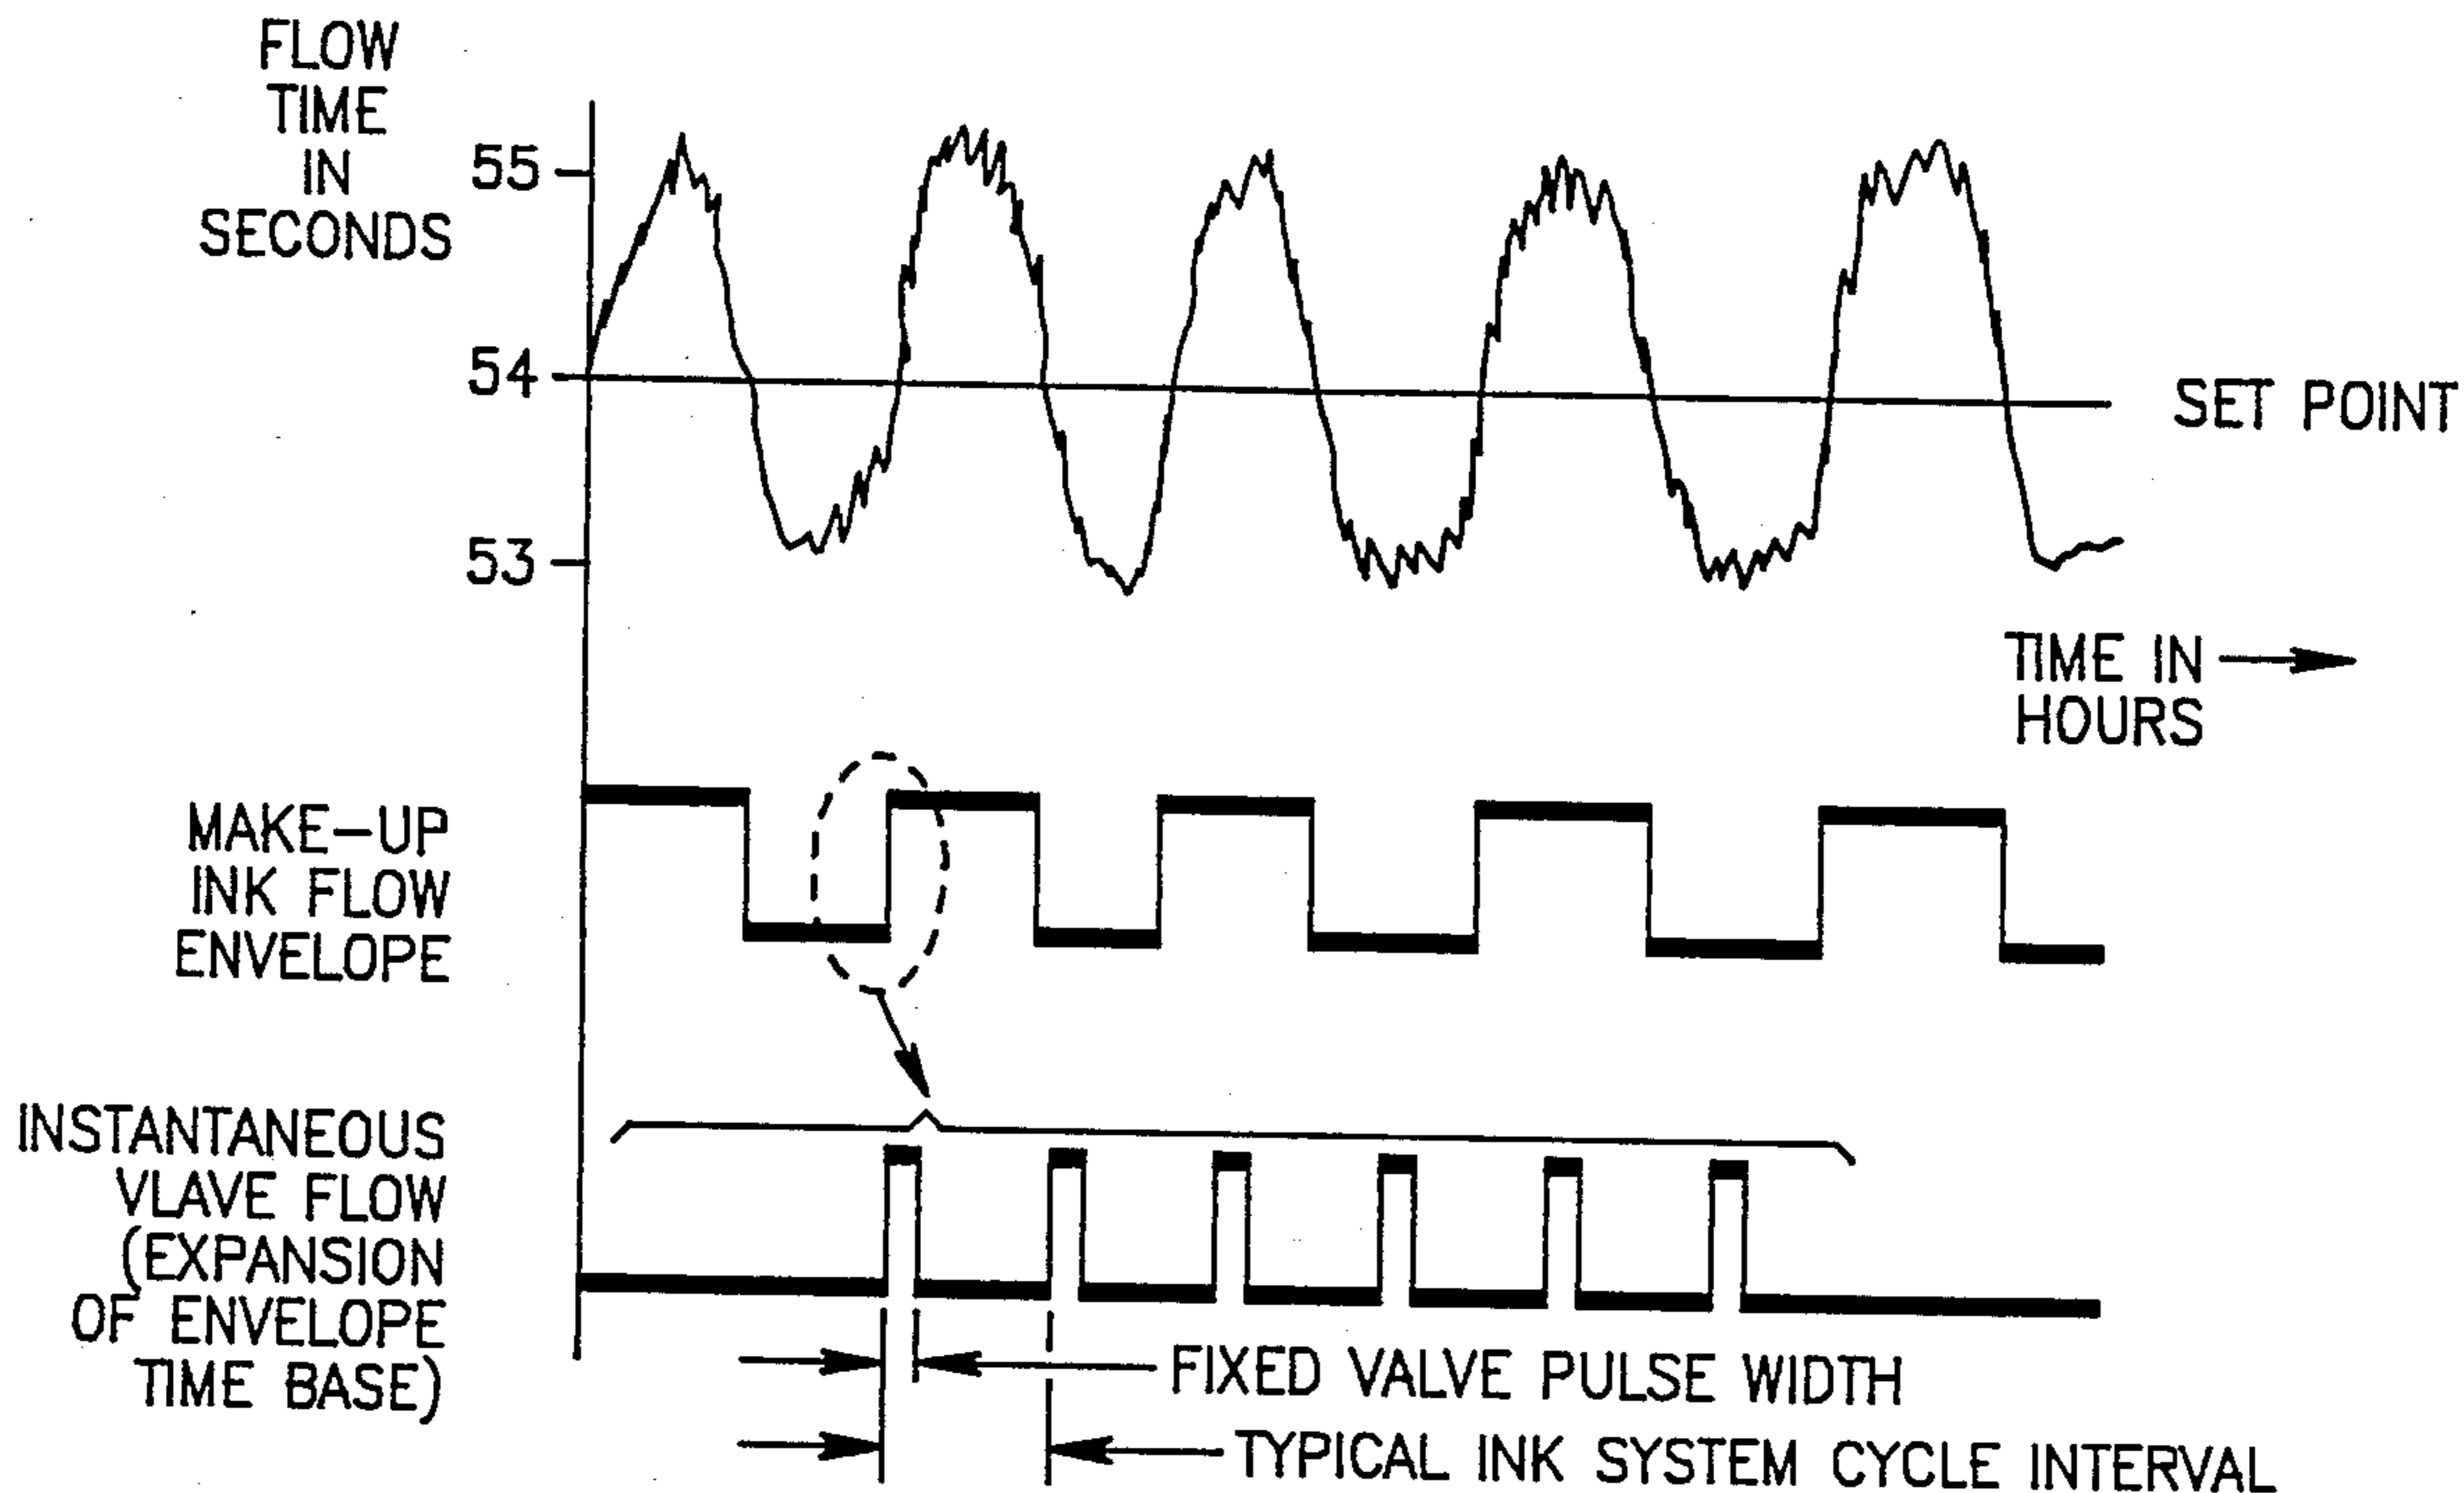 FLOW
TIME
IN
SECONDS
55
54
53
SET POINT
TIME IN
HOURS
MAKE-UP
INK FLOW
ENVELOPE
INSTANTANEOUS
VLAVE FLOW
(EXPANSION
OF ENVELOPE
TIME BASE)
FIXED VALVE PULSE WIDTH
TYPICAL INK SYSTEM CYCLE INTERVAL